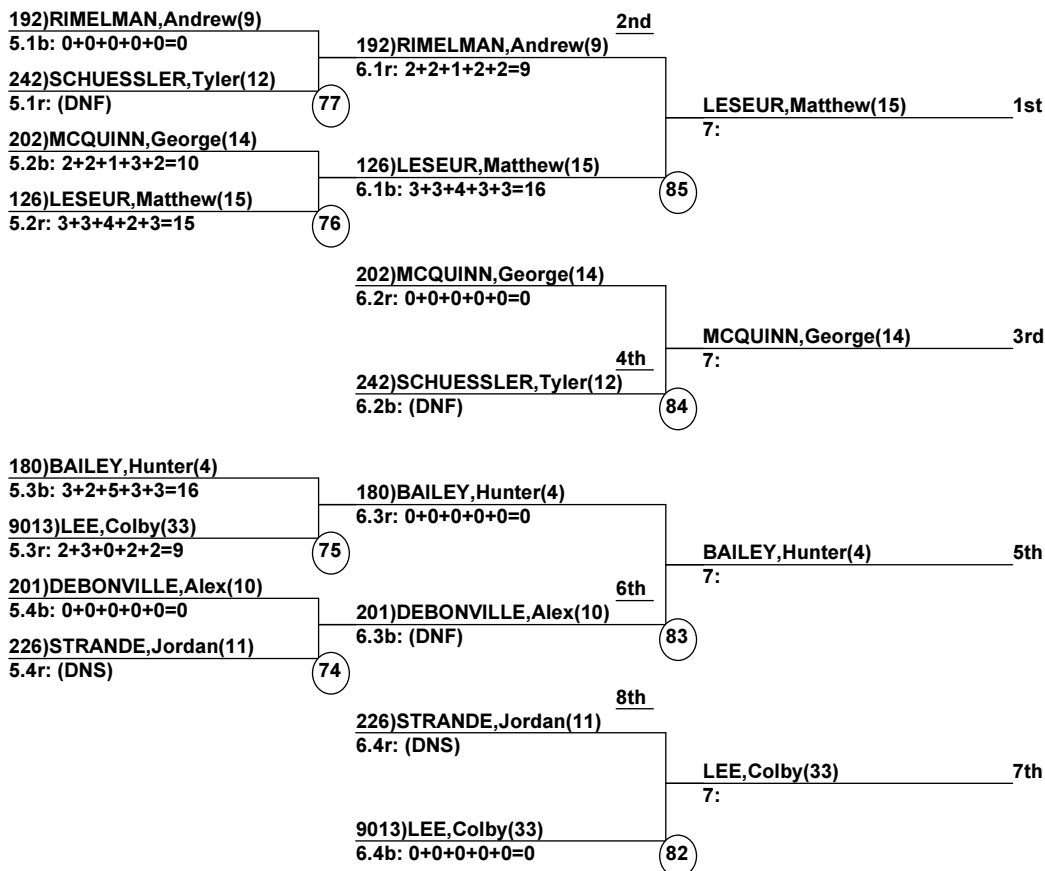 192)RIMELMAN,Andrew(9)
5.1b: 0+0+0+0+0=0
242)SCHUESSLER,Tyler(12)
5.1r: (DNF)
77
202)MCQUINN,George(14)
5.2b: 2+2+1+3+2=10
126)LESEUR,Matthew(15)
5.2r: 3+3+4+2+3=15
76
2nd
192)RIMELMAN,Andrew(9)
6.1r: 2+2+1+2+2=9
126)LESEUR,Matthew(15)
6.1b: 3+3+4+3+3=16
85
LESEUR,Matthew(15) 1st
7:
202)MCQUINN,George(14)
6.2r: 0+0+0+0+0=0
4th
242)SCHUESSLER,Tyler(12)
6.2b: (DNF)
84
MCQUINN,George(14) 3rd
7:
180)BAILEY,Hunter(4)
5.3b: 3+2+5+3+3=16
9013)LEE,Colby(33)
5.3r: 2+3+0+2+2=9
75
201)DEBONVILLE,Alex(10)
5.4b: 0+0+0+0+0=0
226)STRANDE,Jordan(11)
5.4r: (DNS)
74
180)BAILEY,Hunter(4)
6.3r: 0+0+0+0+0=0
6th
201)DEBONVILLE,Alex(10)
6.3b: (DNF)
83
BAILEY,Hunter(4) 5th
7:
8th
226)STRANDE,Jordan(11)
6.4r: (DNS)
9013)LEE,Colby(33)
6.4b: 0+0+0+0+0=0
82
LEE,Colby(33) 7th
7: